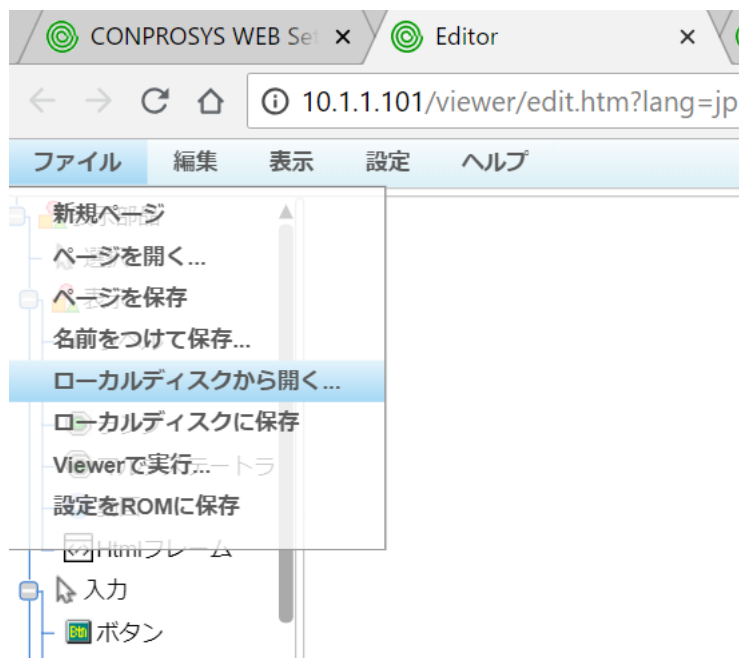 CONPROSYS WEB Set
Editor
10.1.1.101/viewer/edit.htm?lang=jp
ファイル 編集 表示 設定 ヘルプ
新規ページ
ページを開く...
ページを保存
名前をつけて保存...
ローカルディスクから開く...
ローカルディスクに保存
Viewerで実行...
設定をROMに保存
Htmlフレーム
入力
Btn ボタン